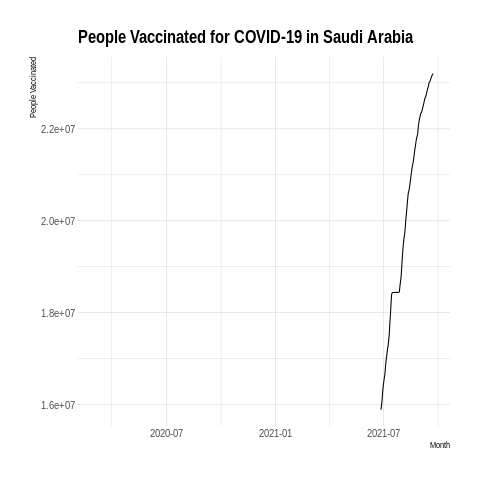 People Vaccinated for COVID-19 in Saudi Arabia
People Vaccinated
2.2e+07
2.0e+07
1.8e+07
1.6e+07
2020-07 2021-01 2021-07
Month